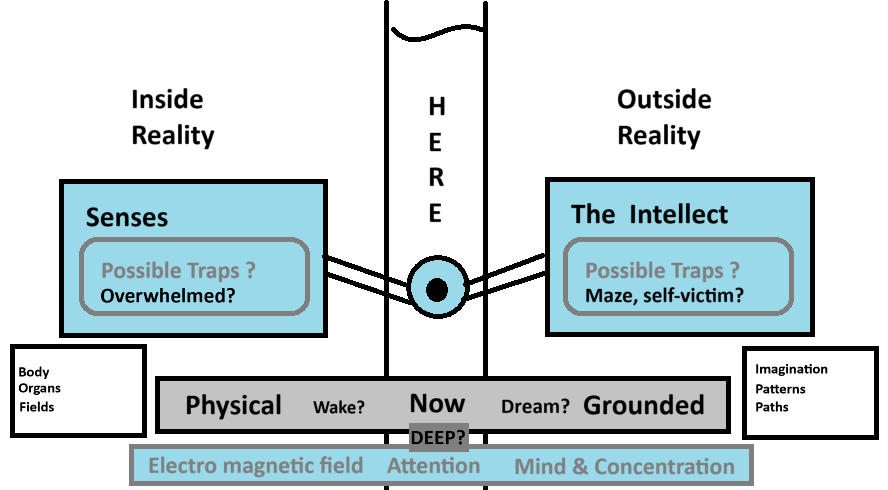 Inside
Reality
H
E
R
E
Outside
Reality
Senses
Possible Traps ?
Overwhelmed?
The Intellect
Possible Traps ?
Maze, self-victim?
Body
Organs
Fields
Imagination
Patterns
Paths
Physical Wake? Now Dream? Grounded
DEEP?
Electro magnetic field Attention Mind & Concentration